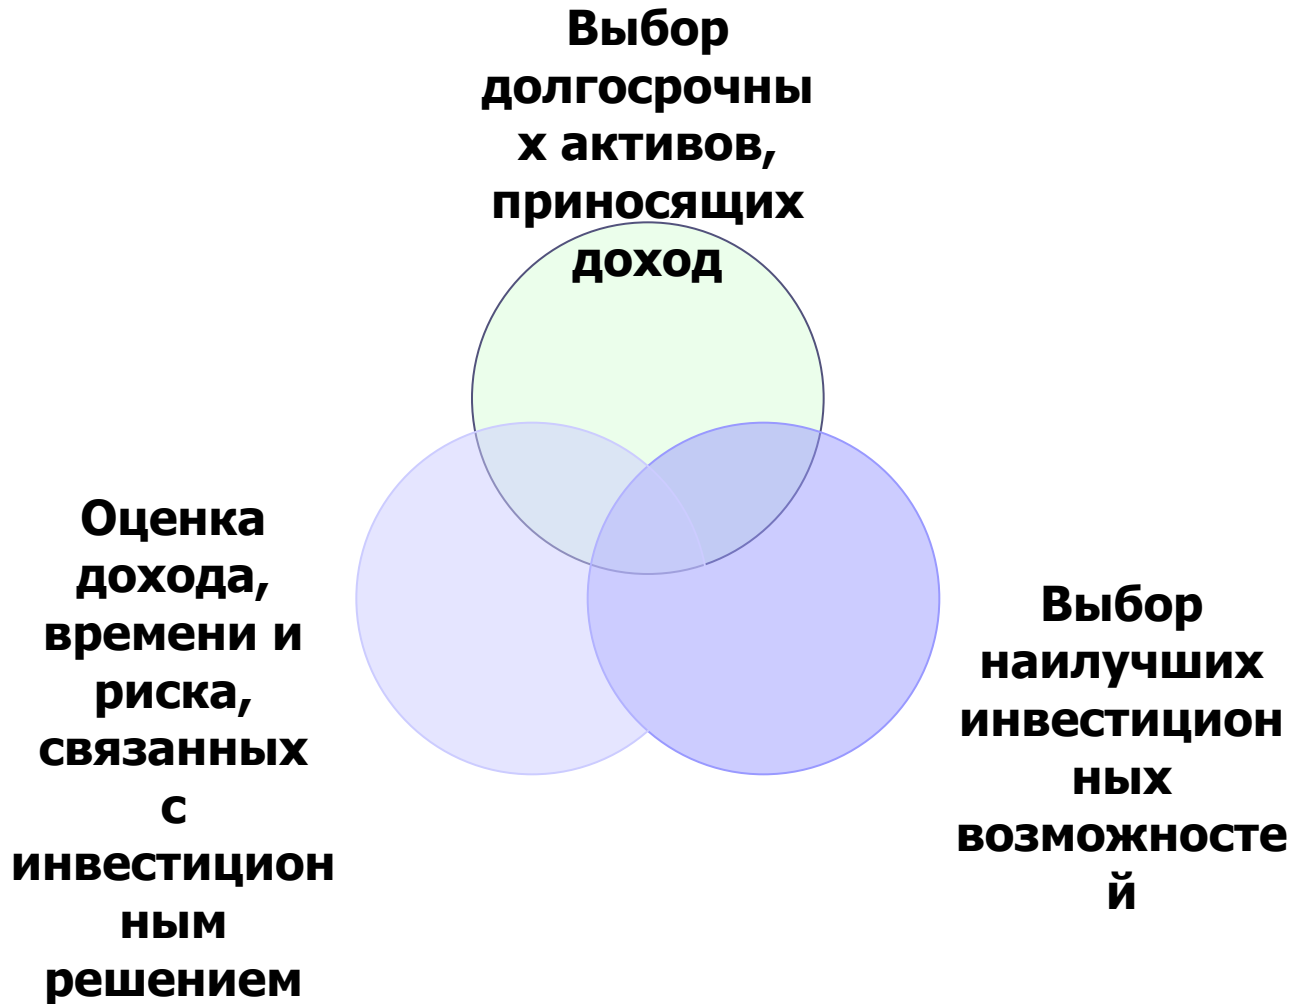 Выбор
долгосрочны
х активов,
приносящих
доход
Оценка
дохода,
времени и
риска,
связанных
с
инвестицион
ным
решением
Выбор
наилучших
инвестицион
ных
возможносте
й